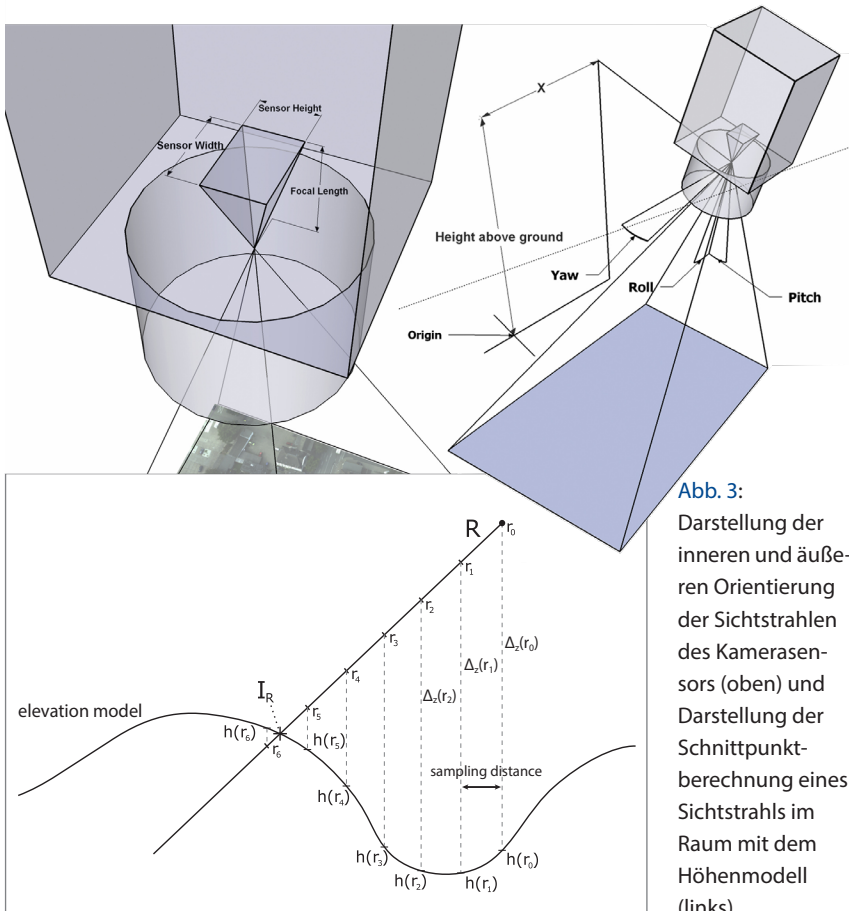 Sensor Height
Sensor Width
Focal Length
X
Height above ground
Yaw
Roll
Pitch
Origin
R
r0
r1
r2
r3
r4
r5
r6
IR
elevation model
Δz(r0)
Δz(r1)
Δz(r2)
sampling distance
h(r6)
h(r5)
h(r4)
h(r3)
h(r2)
h(r1)
h(r0)
Abb. 3:
Darstellung der
inneren und äuße-
ren Orientierung
der Sichtstrahlen
des Kamerasen-
sors (oben) und
Darstellung der
Schnittpunkt-
berechnung eines
Sichtstrahls im
Raum mit dem
Höhenmodell
(links)